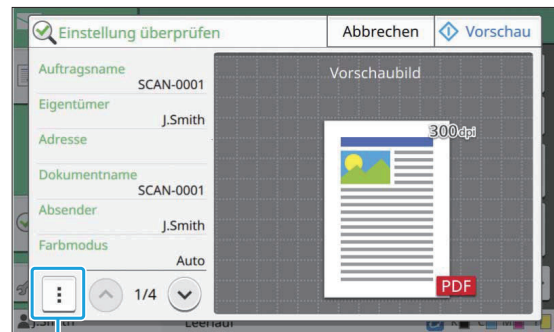 Einstellung überprüfen
Abbrechen
Vorschau
Auftragsname
SCAN-0001
Eigentümer
J.Smith
Adresse
Dokumentname
SCAN-0001
Absender
J.Smith
Farbmodus
Auto
1/4
Vorschaubild
300dpi
PDF
J.Smith
Leerlauf